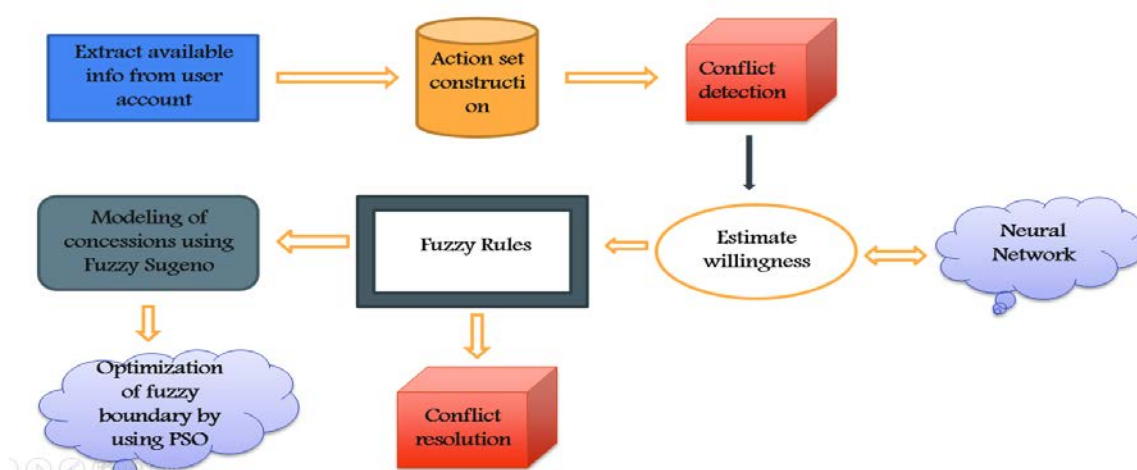 Extract available
info from user
account
Action set
constructi
on
Conflict
detection
Modeling of
concessions using
Fuzzy Sugeno
Fuzzy Rules
Estimate
willingness
Neural
Network
Optimization
of fuzzy
boundary by
using PSO
Conflict
resolution